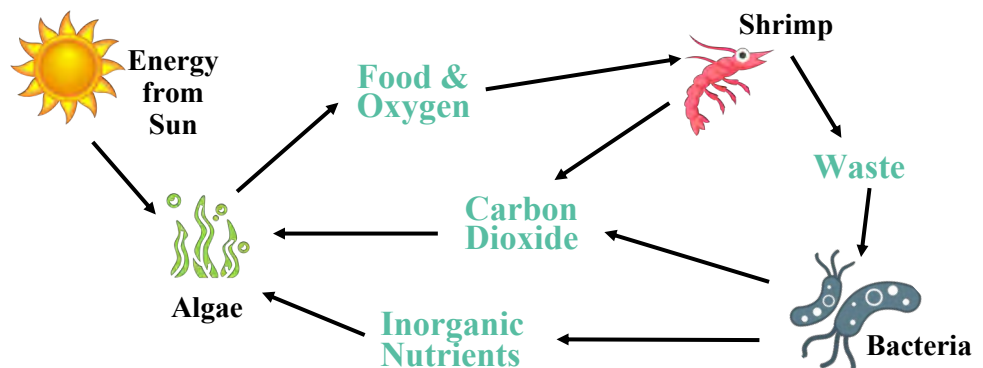 Shrimp
Energy
from
Sun
Food &
Oxygen
Waste
Carbon
Dioxide
Algae
Inorganic
Nutrients
Bacteria